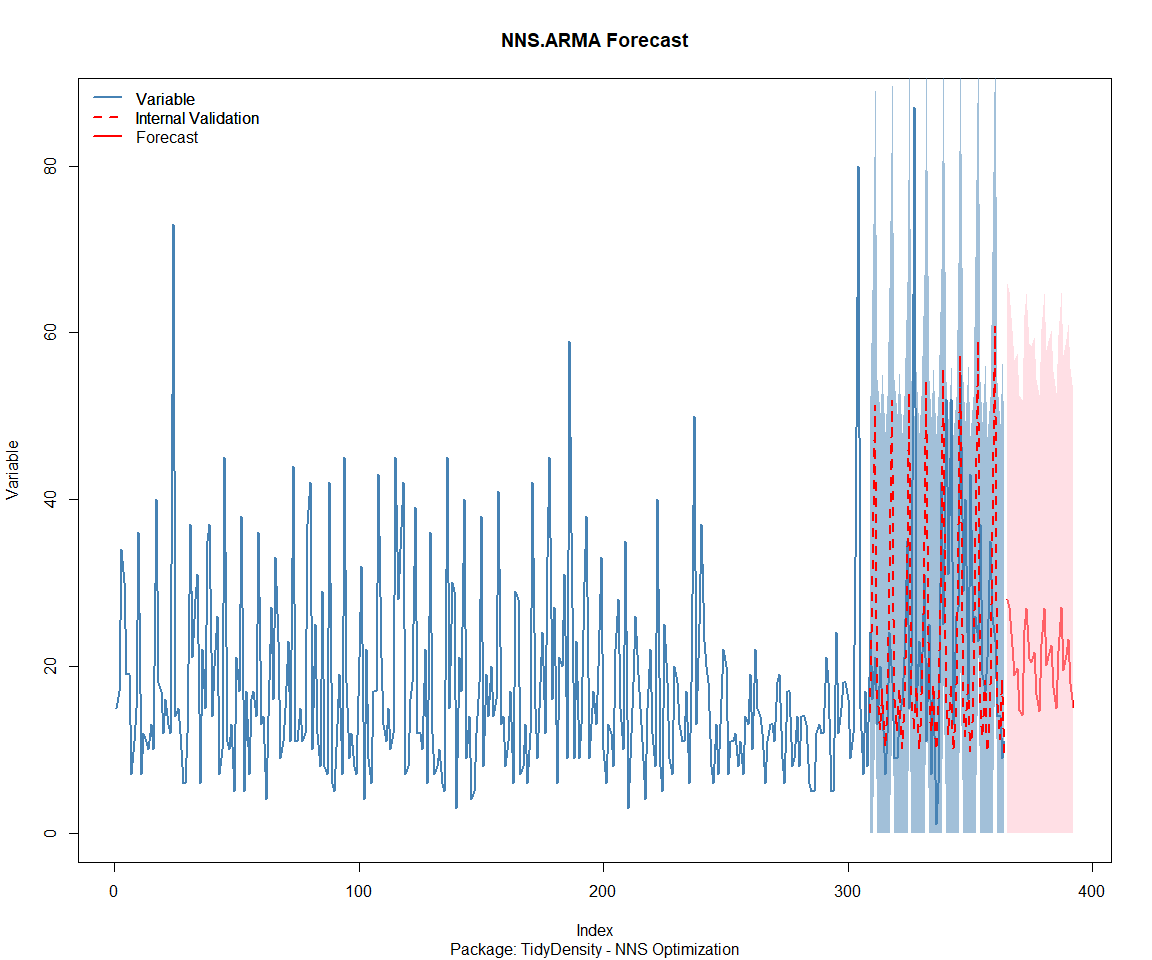 NNS.ARMA Forecast
Variable
Internal Validation
Forecast
Variable
80
60
40
20
0
0
100
200
300
400
Index
Package: TidyDensity - NNS Optimization